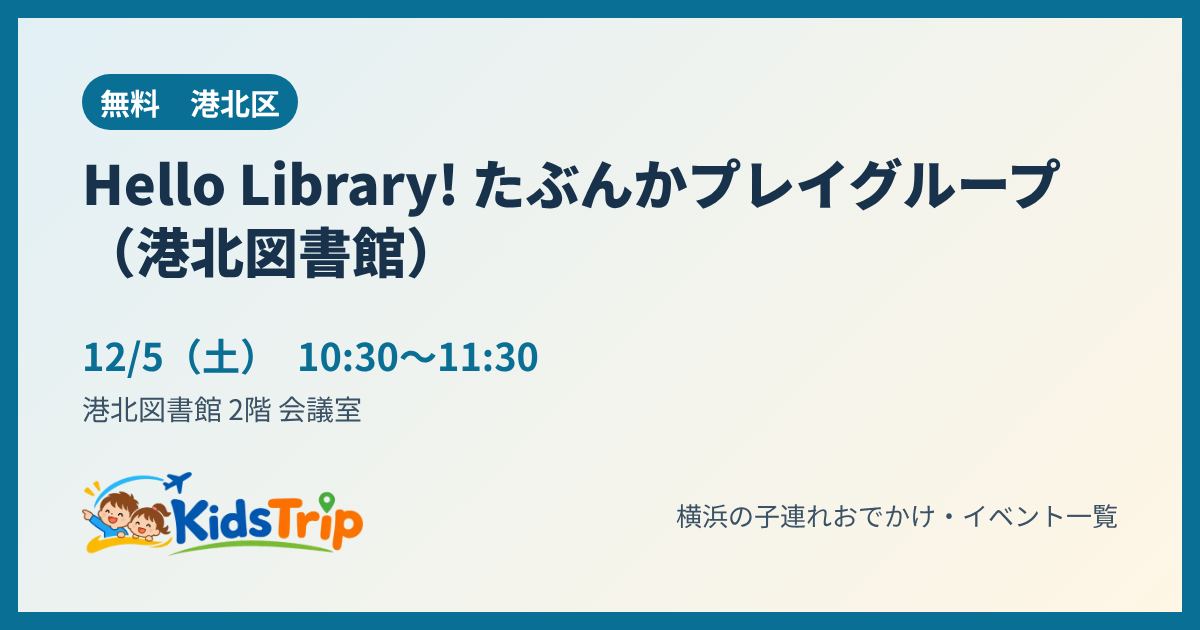 無料　港北区
Hello Library! たぶんかプレイグループ
（港北図書館）
12/5（土）　10:30〜11:30
港北図書館 2階 会議室
KidsTrip
横浜の子連れおでかけ・イベント一覧